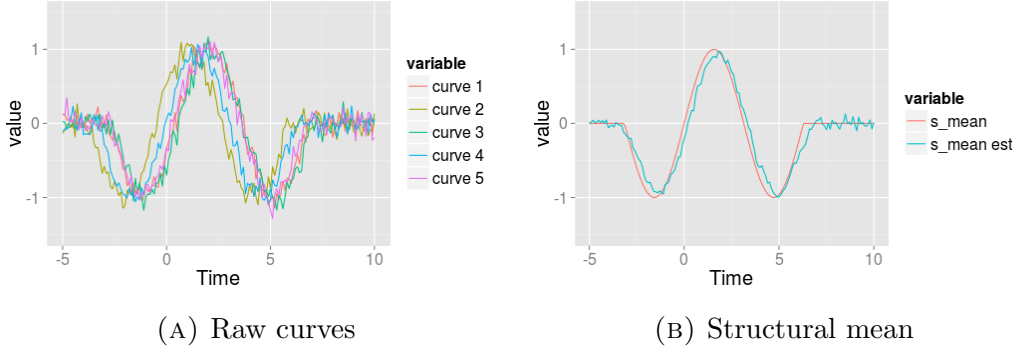 value
1
0
-1
-5
0
5
10
Time
variable
curve 1
curve 2
curve 3
curve 4
curve 5
(A) Raw curves
value
1
0
-1
-5
0
5
10
Time
variable
s_mean
s_mean est
(B) Structural mean